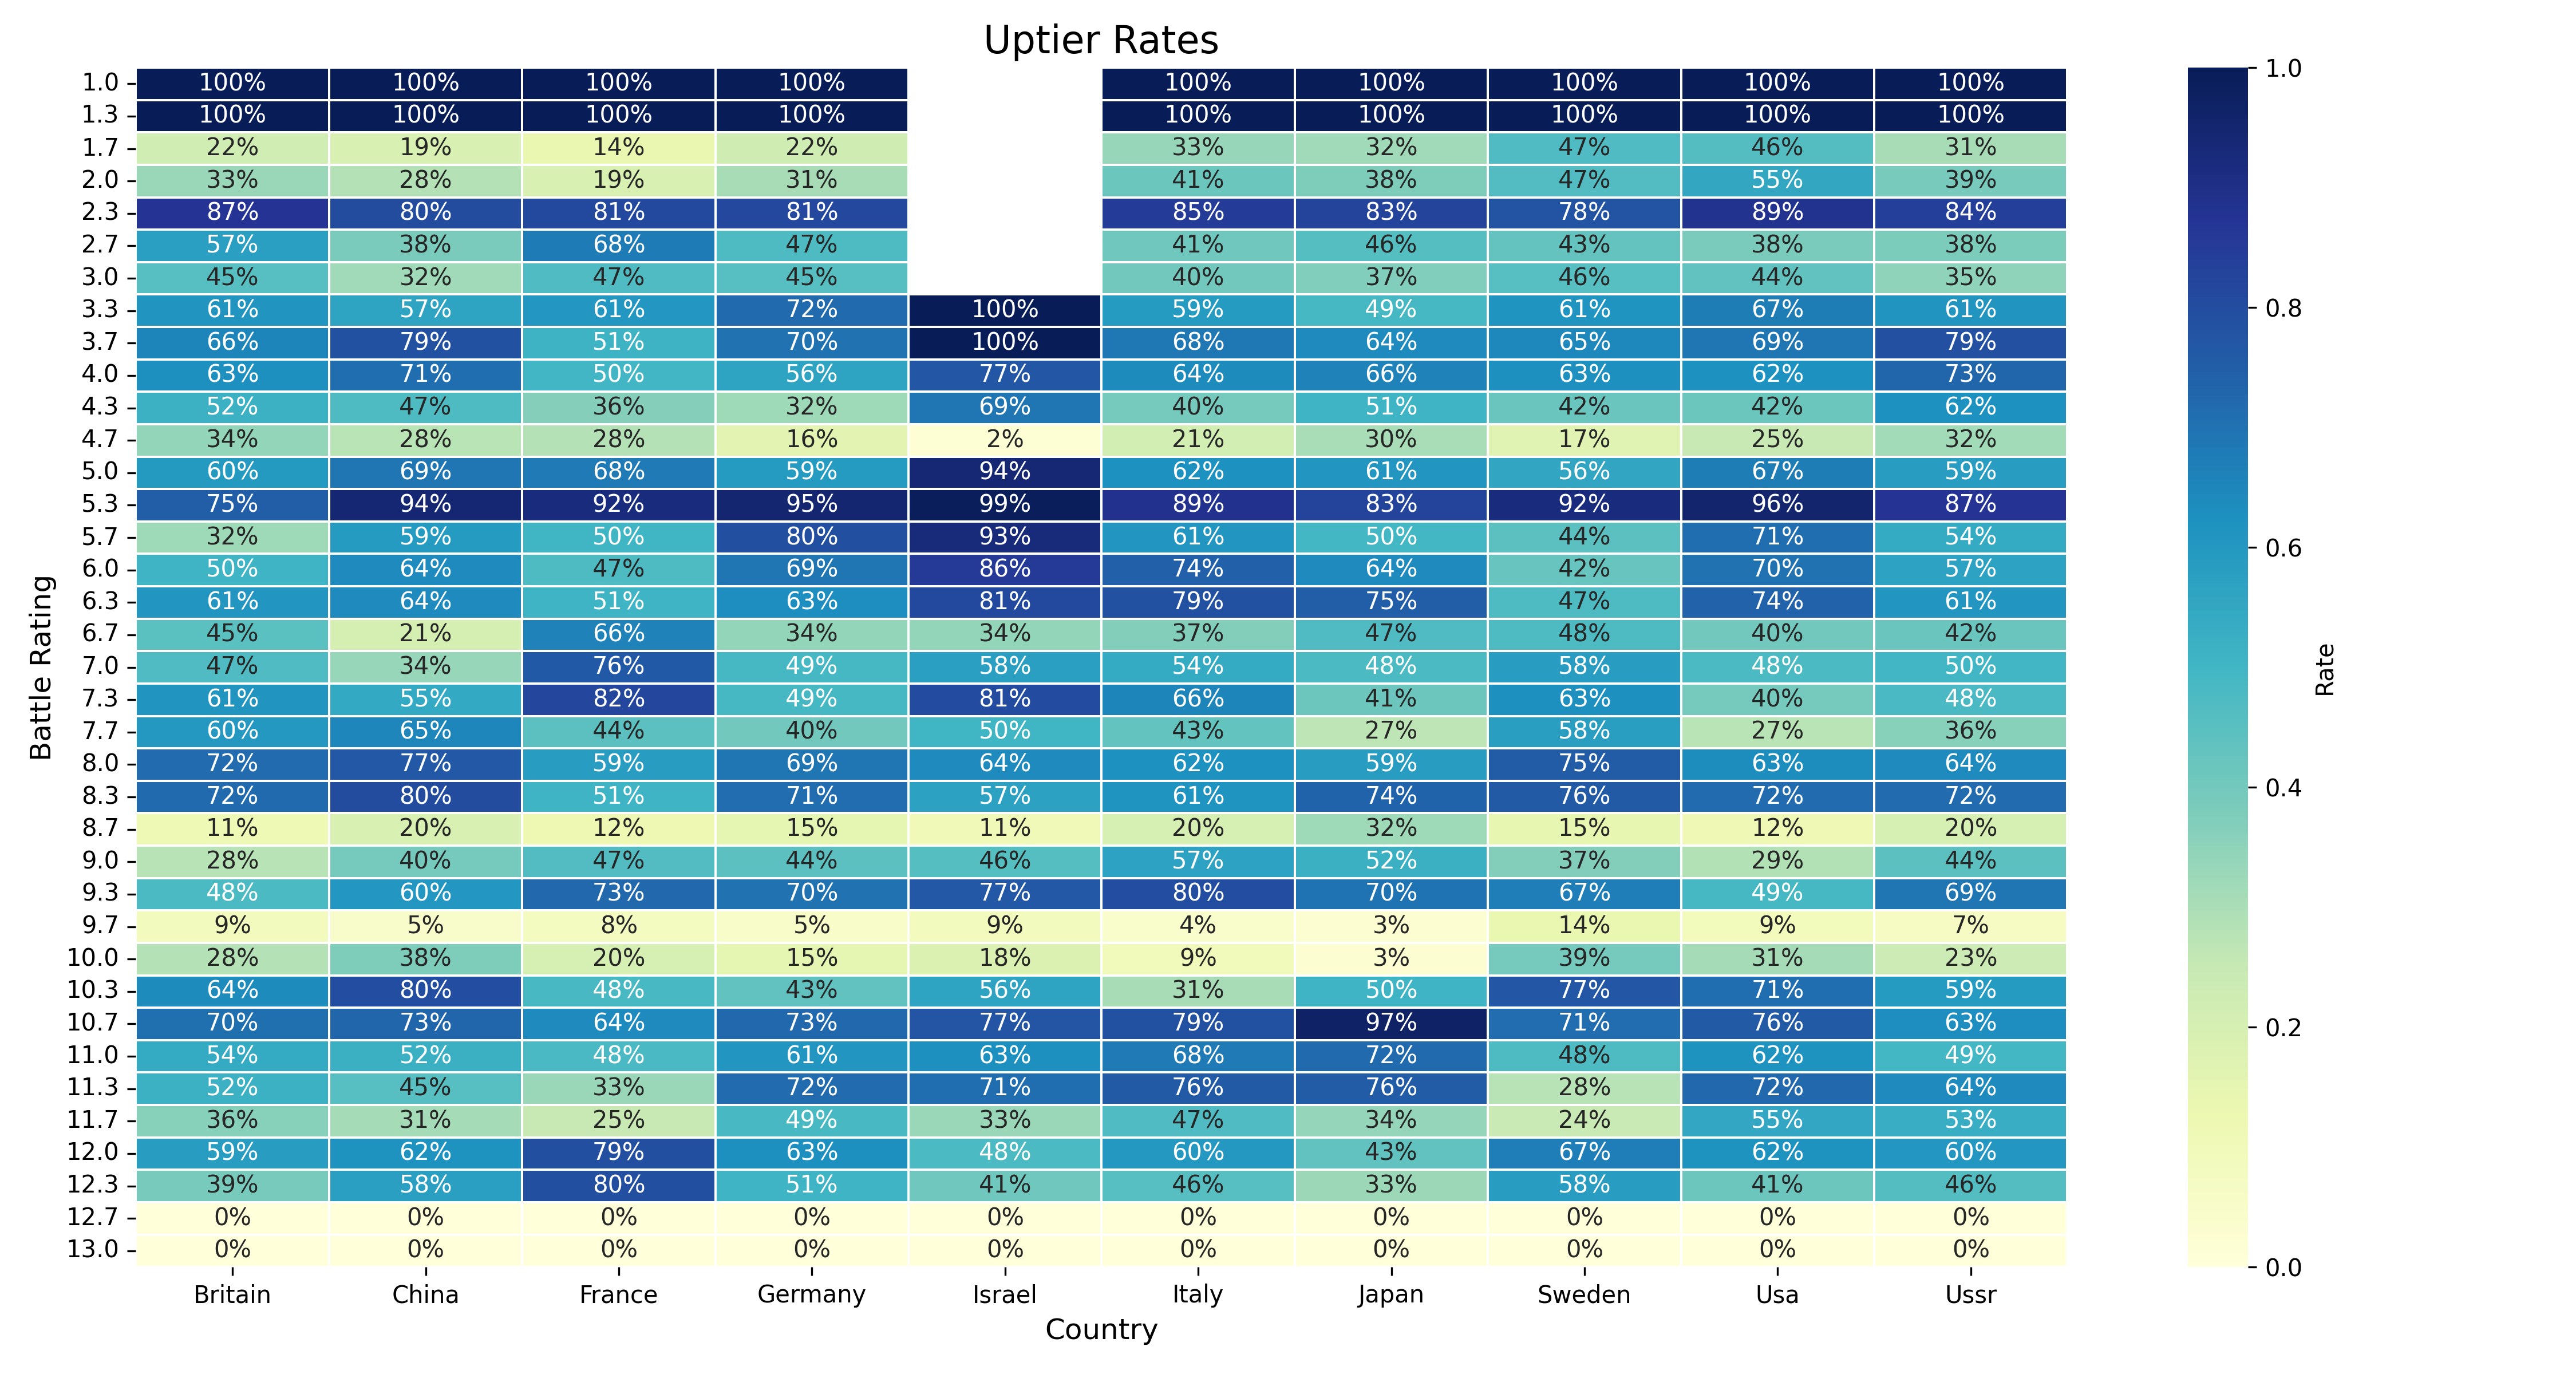 Uptier Rates
1.0 100% 100% 100% 100% 100% 100% 100% 100% 100% 1.0
1.3 100% 100% 100% 100% 100% 100% 100% 100% 100%
1.7 22% 19% 14% 22% 33% 32% 47% 46% 31%
2.0 33% 28% 19% 31% 41% 38% 47% 55% 39%
2.3 87% 80% 81% 81% 85% 83% 78% 89% 84%
2.7 57% 38% 68% 47% 41% 46% 43% 38% 38%
3.0 45% 32% 47% 45% 40% 37% 46% 44% 35%
3.3 61% 57% 61% 72% 100% 59% 49% 61% 67% 61% 0.8
3.7 66% 79% 51% 70% 100% 68% 64% 65% 69% 79%
4.0 63% 71% 50% 56% 77% 64% 66% 63% 62% 73%
4.3 52% 47% 36% 32% 69% 40% 51% 42% 42% 62%
4.7 34% 28% 28% 16% 2% 21% 30% 17% 25% 32%
5.0 60% 69% 68% 59% 94% 62% 61% 56% 67% 59%
5.3 75% 94% 92% 95% 99% 89% 83% 92% 96% 87%
5.7 32% 59% 50% 80% 93% 61% 50% 44% 71% 54% 0.6
6.0 50% 64% 47% 69% 86% 74% 64% 42% 70% 57%
6.3 61% 64% 51% 63% 81% 79% 75% 47% 74% 61%
6.7 45% 21% 66% 34% 34% 37% 47% 48% 40% 42%
Battle Rating
7.0 47% 34% 76% 49% 58% 54% 48% 58% 48% 50%
Rate
7.3 61% 55% 82% 49% 81% 66% 41% 63% 40% 48%
7.7 60% 65% 44% 40% 50% 43% 27% 58% 27% 36%
8.0 72% 77% 59% 69% 64% 62% 59% 75% 63% 64%
8.3 72% 80% 51% 71% 57% 61% 74% 76% 72% 72% 0.4
8.7 11% 20% 12% 15% 11% 20% 32% 15% 12% 20%
9.0 28% 40% 47% 44% 46% 57% 52% 37% 29% 44%
9.3 48% 60% 73% 70% 77% 80% 70% 67% 49% 69%
9.7 9% 5% 8% 5% 9% 4% 3% 14% 9% 7%
10.0 28% 38% 20% 15% 18% 9% 3% 39% 31% 23%
10.3 64% 80% 48% 43% 56% 31% 50% 77% 71% 59%
10.7 70% 73% 64% 73% 77% 79% 97% 71% 76% 63% 0.2
11.0 54% 52% 48% 61% 63% 68% 72% 48% 62% 49%
11.3 52% 45% 33% 72% 71% 76% 76% 28% 72% 64%
11.7 36% 31% 25% 49% 33% 47% 34% 24% 55% 53%
12.0 59% 62% 79% 63% 48% 60% 43% 67% 62% 60%
12.3 39% 58% 80% 51% 41% 46% 33% 58% 41% 46%
12.7 0% 0% 0% 0% 0% 0% 0% 0% 0% 0%
13.0 0% 0% 0% 0% 0% 0% 0% 0% 0% 0% 0.0
Britain China France Germany Israel Italy Japan Sweden Usa Ussr
Country